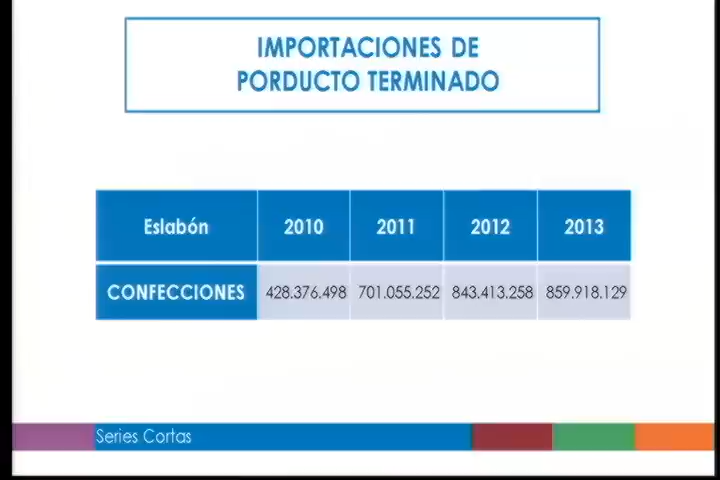 IMPORTACIONES DE
PORDUCTO TERMINADO
Eslabón 2010 2011 2012 2013
CONFECCIONES 428.376.498 701.055.252 843.413.258 859.918.129
Series Cortas